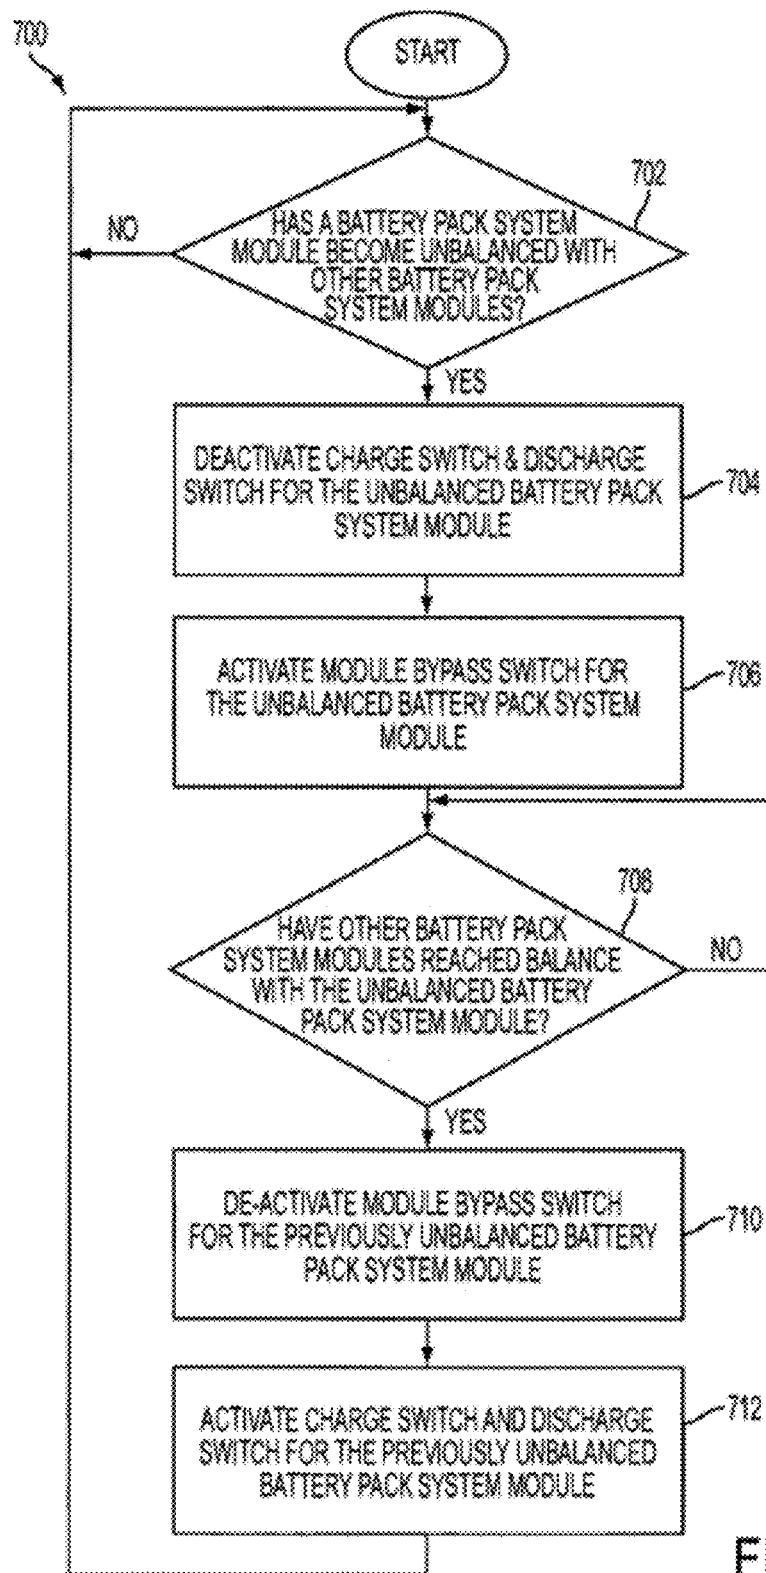 700
START
702
HAS A BATTERY PACK SYSTEM
MODULE BECOME UNBALANCED WITH
OTHER BATTERY PACK
SYSTEM MODULES?
NO
YES
DEACTIVATE CHARGE SWITCH & DISCHARGE
SWITCH FOR THE UNBALANCED BATTERY PACK
SYSTEM MODULE
704
ACTIVATE MODULE BYPASS SWITCH FOR
THE UNBALANCED BATTERY PACK SYSTEM
MODULE
706
708
HAVE OTHER BATTERY PACK
SYSTEM MODULES REACHED BALANCE
WITH THE UNBALANCED BATTERY
PACK SYSTEM MODULE?
NO
YES
DE-ACTIVATE MODULE BYPASS SWITCH
FOR THE PREVIOUSLY UNBALANCED BATTERY
PACK SYSTEM MODULE
710
ACTIVATE CHARGE SWITCH AND DISCHARGE
SWITCH FOR THE PREVIOUSLY UNBALANCED
BATTERY PACK SYSTEM MODULE
712